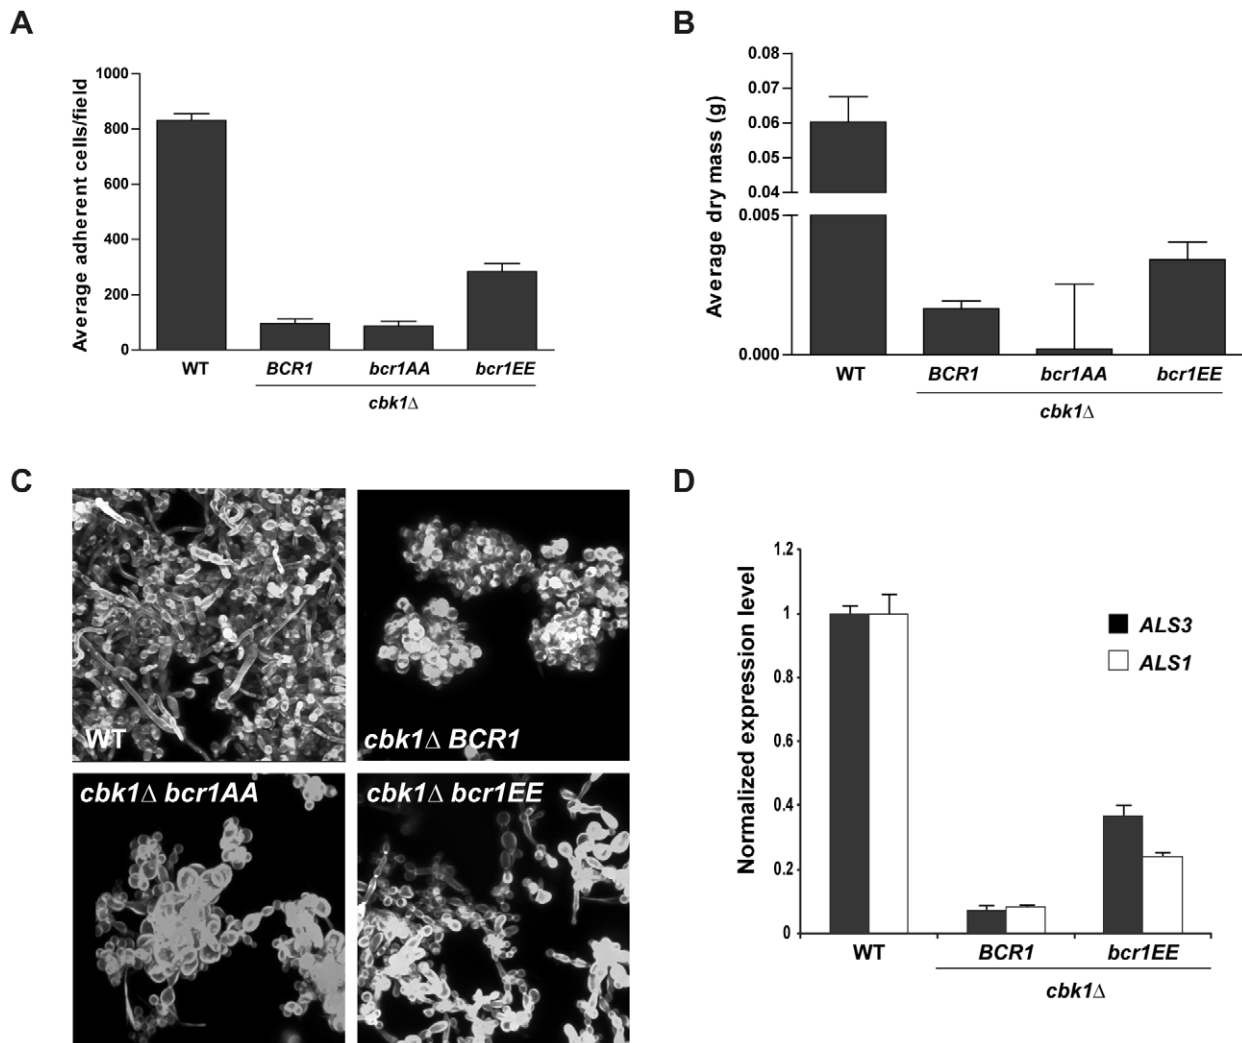 A
Average adherent cells/field
1000
800
600
400
200
0
WT
BCR1
bcr1AA
bcr1EE
cbk1Δ
B
Average dry mass (g)
0.08
0.07
0.06
0.05
0.04
0.005
0.000
WT
BCR1
bcr1AA
bcr1EE
cbk1Δ
C
WT
cbk1Δ BCR1
cbk1Δ bcr1AA
cbk1Δ bcr1EE
D
Normalized expression level
1.2
1
0.8
0.6
0.4
0.2
0
ALS3
ALS1
WT
BCR1
bcr1EE
cbk1Δ